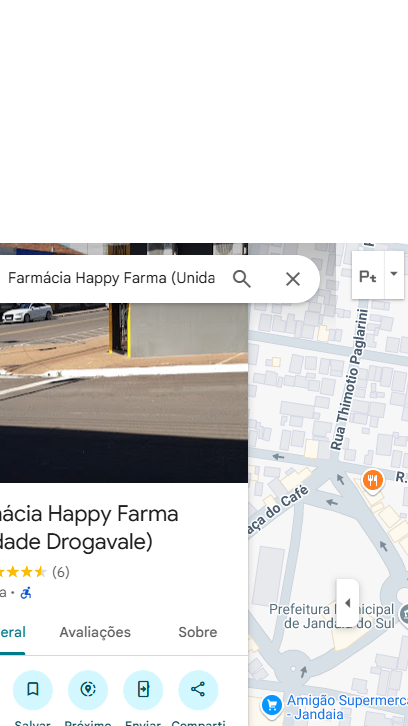 Farmácia Happy Farma (Unida
Pt
Rua Thimotio Paglarini
R.
ácia Happy Farma
dade Drogavale)
(6)
a ·
eral
Avaliações
Sobre
aça do Café
Prefeitura Municipal
de Jandaia do Sul
Salvar
Próximo
Enviar
Comparti
Amigão Supermerca
- Jandaia